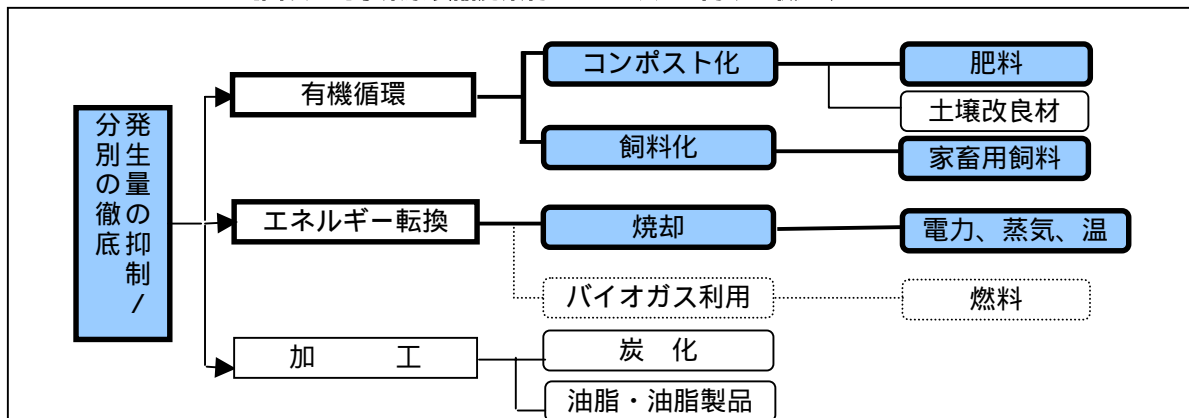 発生量の抑制/
分別の徹底
有機循環
コンポスト化
肥料
土壌改良材
飼料化
家畜用飼料
エネルギー転換
焼却
電力、蒸気、温
バイオガス利用
燃料
加 工
炭 化
油脂・油脂製品